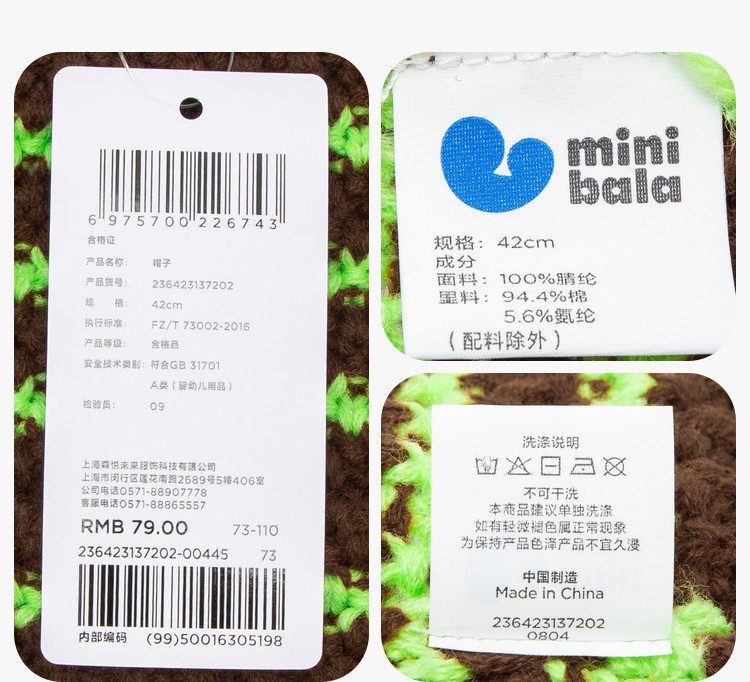 6 975700 226743
合格证
产品名称: 帽子
产品货号: 236423137202
规 格: 42cm
执行标准: FZ/T 73002-2016
产品等级: 合格品
安全技术类别: 符合GB 31701
A类(婴幼儿用品)
检验员: 09
上海森悦未来服饰科技有限公司
上海市闵行区莲花南路2689号5幢406室
公司电话0571-88907778
客服电话0571-88865557
RMB 79.00 73-110
236423137202-00445 73
内部编码 (99)50016305198
mini
bala
规格: 42cm
成分
面料: 100%腈纶
里料: 94.4%棉
5.6%氨纶
(配料除外)
洗涤说明
不可干洗
本商品建议单独洗涤
如有轻微褪色属正常现象
为保持产品色泽产品不宜久浸
中国制造
Made in China
236423137202
0804